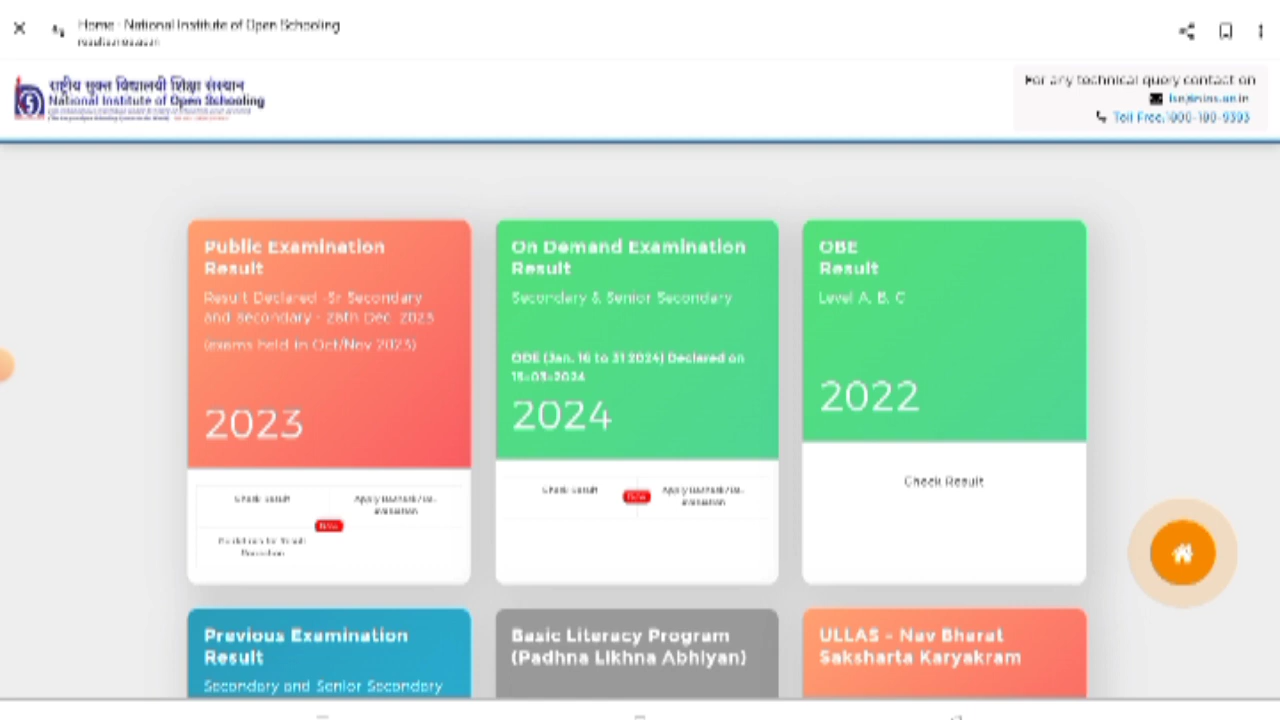 Home - National Institute of Open Schooling
राष्ट्रीय मुक्त विद्यालयी शिक्षा संस्थान
National Institute of Open Schooling
For any technical query contact on
Toll Free:1800-180-9393
Public Examination
Result
Result Declared -Sr Secondary
and Secondary - 28th Dec 2023
(exams held in Oct/Nov 2023)
2023
Check Result
New
On Demand Examination
Result
Secondary & Senior Secondary
ODE (Jan. 16 to 31 2024) Declared on
15-03-2024
2024
Check Result
New
OBE
Result
Level A, B, C
2022
Check Result
Previous Examination
Result
Secondary and Senior Secondary
Basic Literacy Program
(Padhna Likhna Abhiyan)
ULLAS - Nav Bharat
Saksharta Karyakram